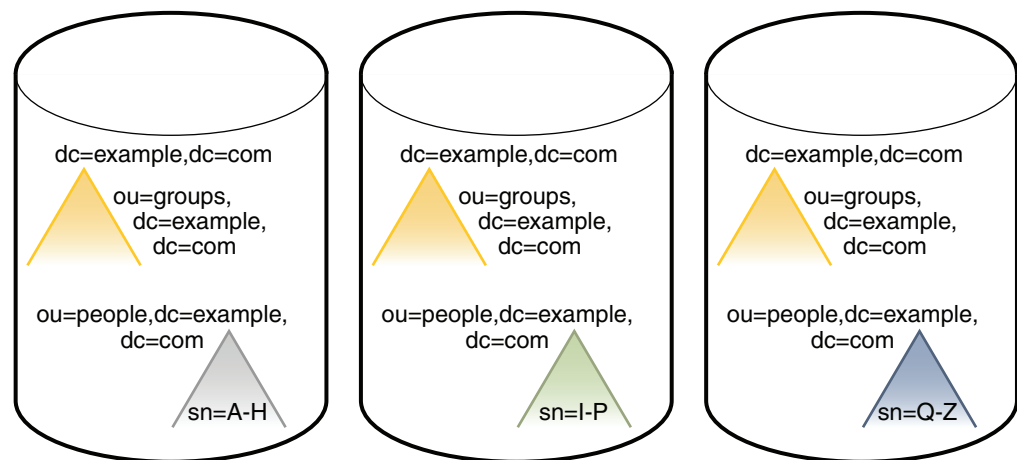 dc=example,dc=com
ou=groups,
dc=example,
dc=com
ou=people,dc=example,
dc=com
sn=A-H
dc=example,dc=com
ou=groups,
dc=example,
dc=com
ou=people,dc=example,
dc=com
sn=I-P
dc=example,dc=com
ou=groups,
dc=example,
dc=com
ou=people,dc=example,
dc=com
sn=Q-Z